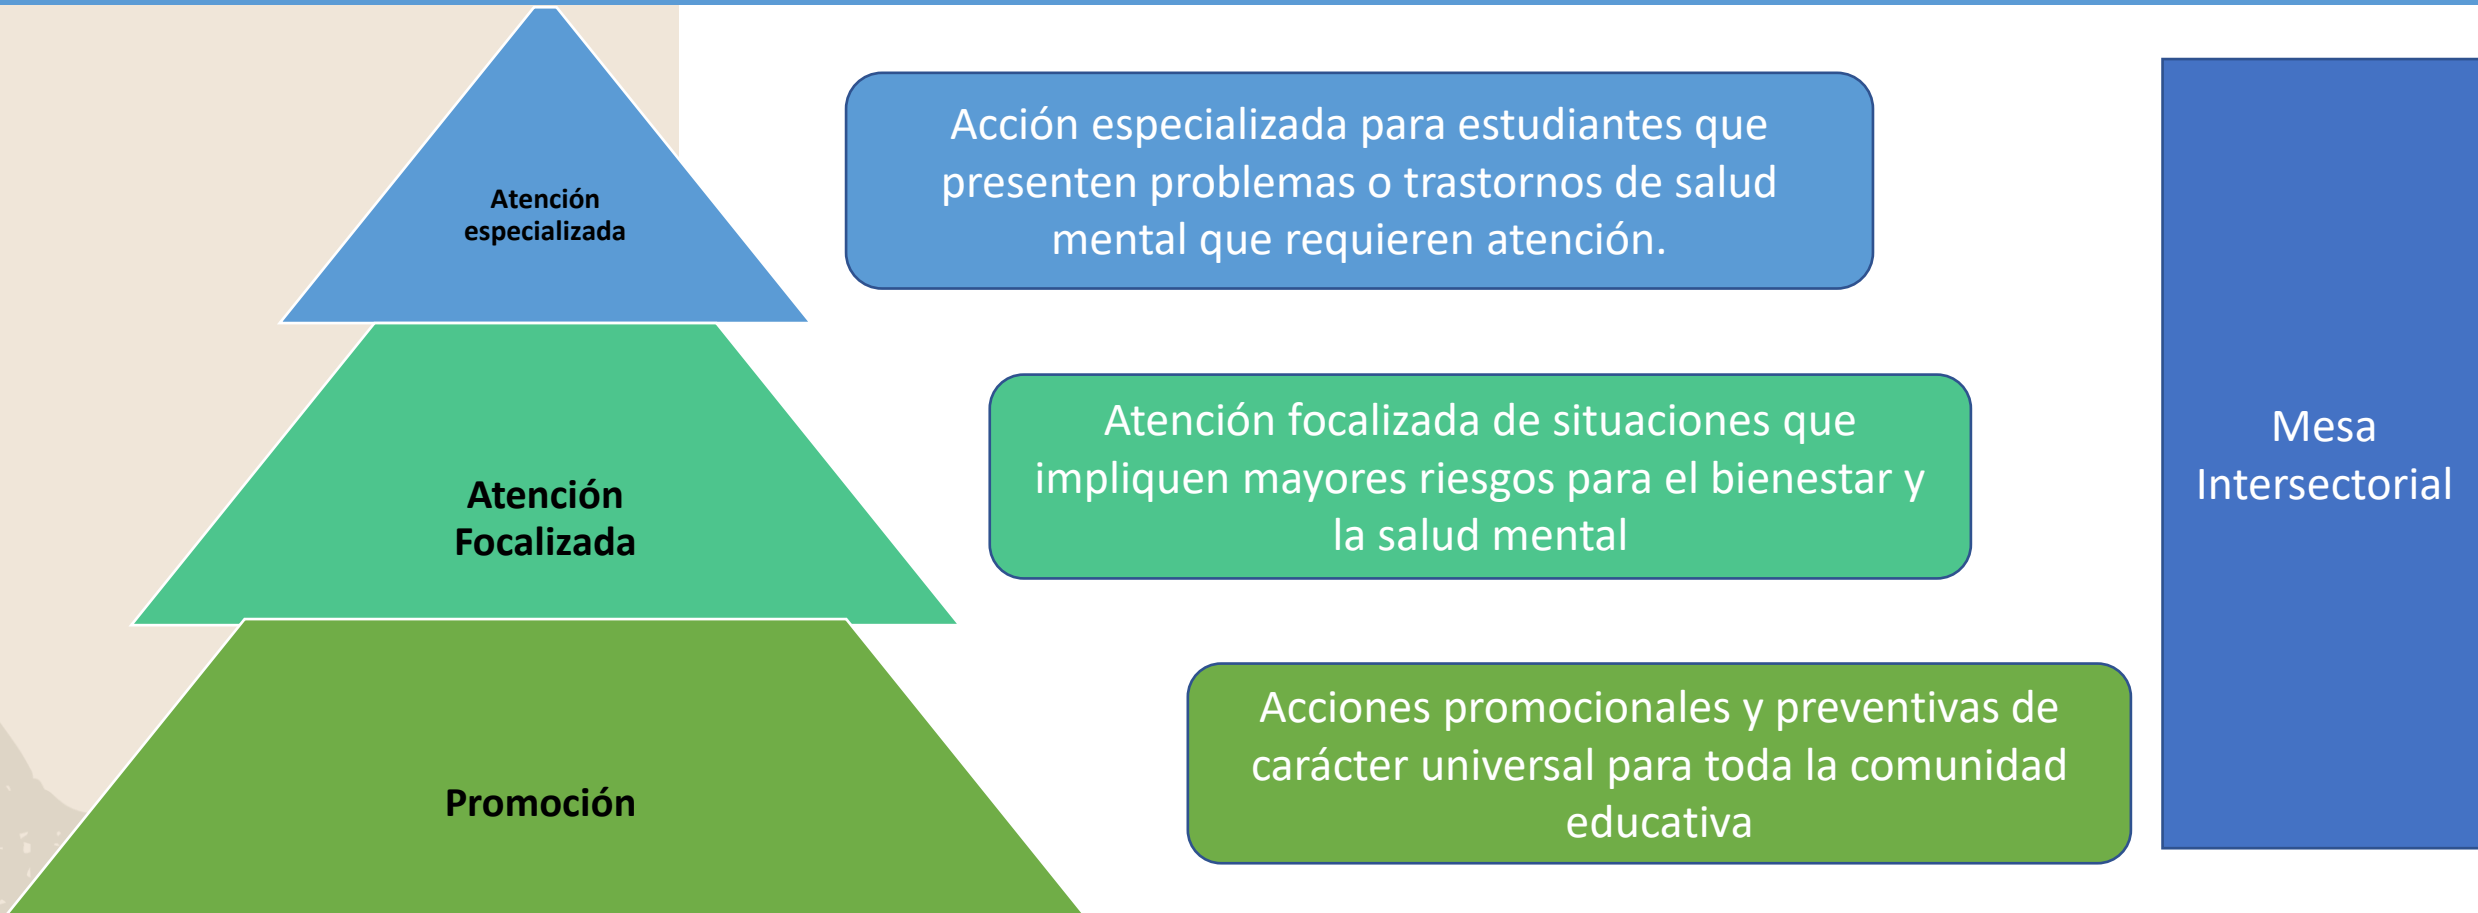 Atención
especializada
Acción especializada para estudiantes que
presenten problemas o trastornos de salud
mental que requieren atención.
Atención
Focalizada
Atención focalizada de situaciones que
impliquen mayores riesgos para el bienestar y
la salud mental
Promoción
Acciones promocionales y preventivas de
carácter universal para toda la comunidad
educativa
Mesa
Intersectorial